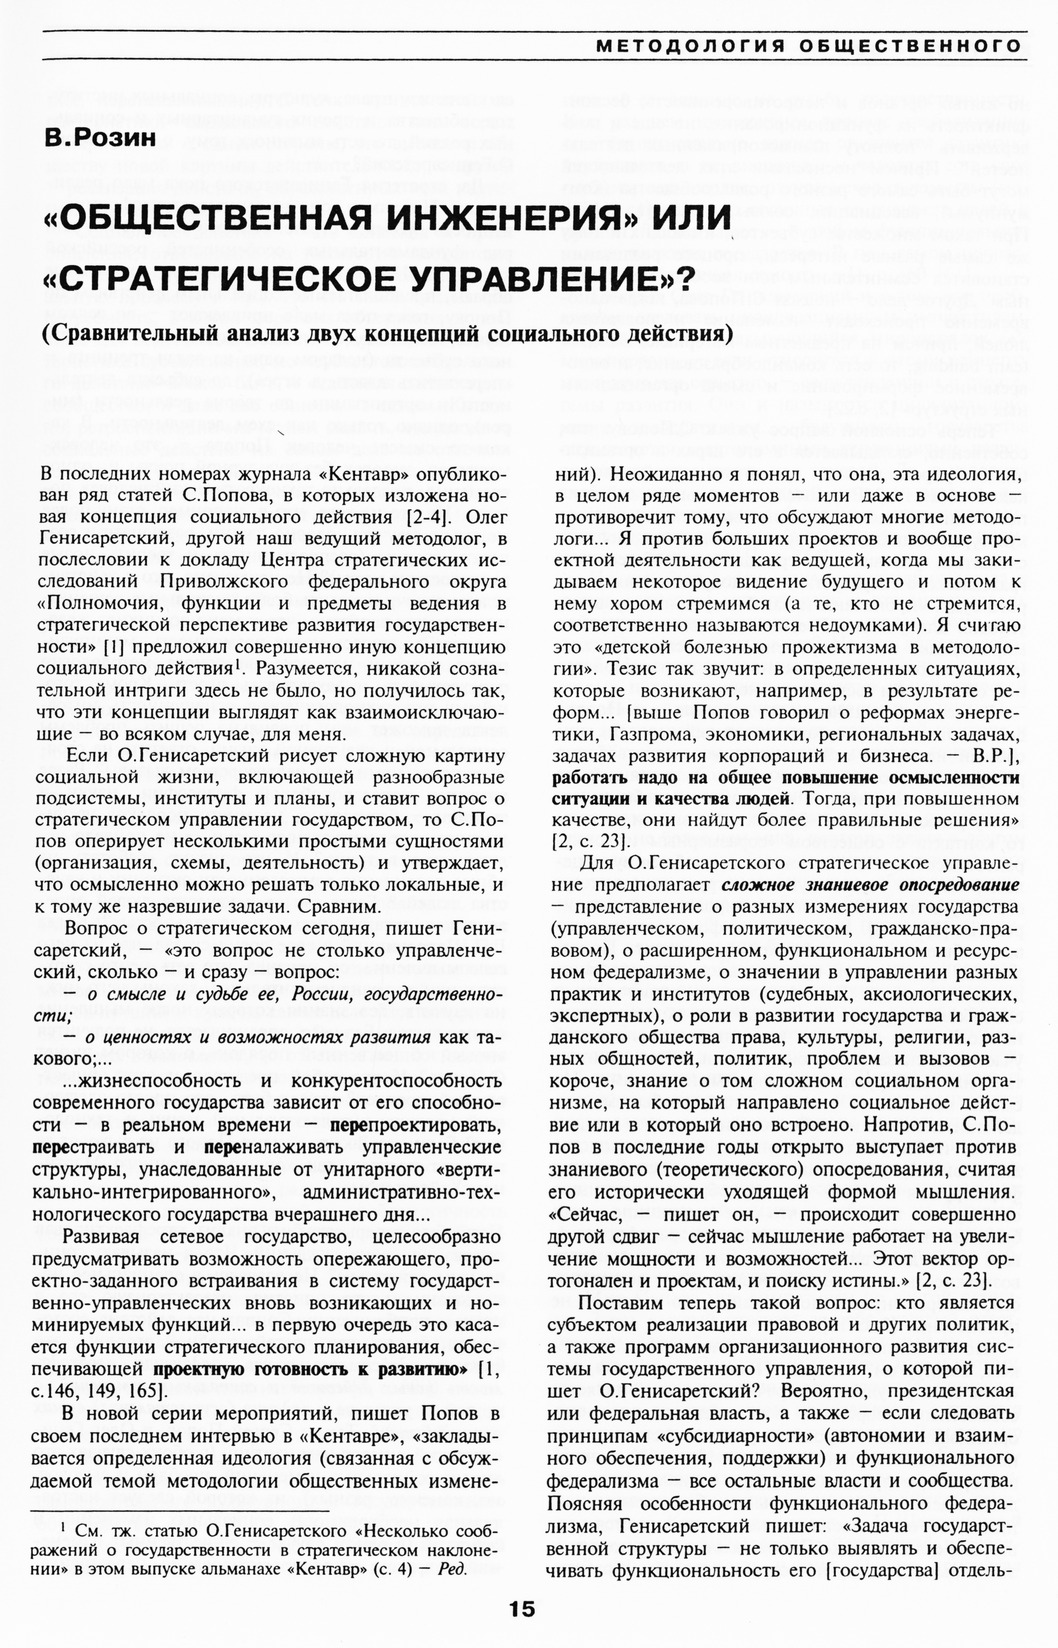 МЕТОДОЛОГИЯ ОБЩЕСТВЕННОГО
В.Розин
«ОБЩЕСТВЕННАЯ ИНЖЕНЕРИЯ» ИЛИ
«СТРАТЕГИЧЕСКОЕ УПРАВЛЕНИЕ»?
(Сравнительный анализ двух концепций социального действия)
В последних номерах журнала «Кентавр» опублико-
ван ряд статей С.Попова, в которых изложена но-
вая концепция социального действия [2-4]. Олег
Генисаретский, другой наш ведущий методолог, в
послесловии к докладу Центра стратегических ис-
следований Приволжского федерального округа
«Полномочия, функции и предметы ведения в
стратегической перспективе развития государствен-
ности» [1] предложил совершенно иную концепцию
социального действия¹. Разумеется, никакой созна-
тельной интриги здесь не было, но получилось так,
что эти концепции выглядят как взаимоисключаю-
щие — во всяком случае, для меня.
Если О.Генисаретский рисует сложную картину
социальной жизни, включающей разнообразные
подсистемы, институты и планы, и ставит вопрос о
стратегическом управлении государством, то С.По-
пов оперирует несколькими простыми сущностями
(организация, схемы, деятельность) и утверждает,
что осмысленно можно решать только локальные, и
к тому же назревшие задачи. Сравним.
Вопрос о стратегическом сегодня, пишет Гени-
саретский, — «это вопрос не столько управленче-
ский, сколько — и сразу — вопрос:
— о смысле и судьбе ее, России, государственно-
сти;
— о ценностях и возможностях развития как та-
кового;...
...жизнеспособность и конкурентоспособность
современного государства зависит от его способно-
сти — в реальном времени — перепроектировать,
перестраивать и переналаживать управленческие
структуры, унаследованные от унитарного «верти-
кально-интегрированного», административно-тех-
нологического государства вчерашнего дня...
Развивая сетевое государство, целесообразно
предусматривать возможность опережающего, про-
ектно-заданного встраивания в систему государст-
венно-управленческих вновь возникающих и но-
минируемых функций... в первую очередь это каса-
ется функции стратегического планирования, обес-
печивающей проектную готовность к развитию» [1,
с.146, 149, 165].
В новой серии мероприятий, пишет Попов в
своем последнем интервью в «Кентавре», «заклады-
вается определенная идеология (связанная с обсуж-
даемой темой методологии общественных измене-
¹ См. тж. статью О.Генисаретского «Несколько сооб-
ражений о государственности в стратегическом наклоне-
нии» в этом выпуске альманахе «Кентавр» (с. 4) — Ред.
ний). Неожиданно я понял, что она, эта идеология,
в целом ряде моментов — или даже в основе —
противоречит тому, что обсуждают многие методо-
логи... Я против больших проектов и вообще про-
ектной деятельности как ведущей, когда мы заки-
дываем некоторое видение будущего и потом к
нему хором стремимся (а те, кто не стремится,
соответственно называются недоумками). Я считаю
это «детской болезнью прожектизма в методоло-
гии». Тезис так звучит: в определенных ситуациях,
которые возникают, например, в результате ре-
форм... [выше Попов говорил о реформах энерге-
тики, Газпрома, экономики, региональных задачах,
задачах развития корпораций и бизнеса. — В.Р.],
работать надо на общее повышение осмысленности
ситуации и качества людей. Тогда, при повышенном
качестве, они найдут более правильные решения»
[2, с. 23].
Для О.Генисаретского стратегическое управле-
ние предполагает сложное знаниевое опосредование
— представление о разных измерениях государства
(управленческом, политическом, гражданско-пра-
вовом), о расширенном, функциональном и ресурс-
ном федерализме, о значении в управлении разных
практик и институтов (судебных, аксиологических,
экспертных), о роли в развитии государства и граж-
данского общества права, культуры, религии, раз-
ных общностей, политик, проблем и вызовов —
короче, знание о том сложном социальном орга-
низме, на который направлено социальное дейст-
вие или в который оно встроено. Напротив, С.По-
пов в последние годы открыто выступает против
знаниевого (теоретического) опосредования, считая
его исторически уходящей формой мышления.
«Сейчас, — пишет он, — происходит совершенно
другой сдвиг — сейчас мышление работает на увели-
чение мощности и возможностей... Этот вектор ор-
тогонален и проектам, и поиску истины.» [2, с. 23].
Поставим теперь такой вопрос: кто является
субъектом реализации правовой и других политик,
а также программ организационного развития сис-
темы государственного управления, о которой пи-
шет О.Генисаретский? Вероятно, президентская
или федеральная власть, а также — если следовать
принципам «субсидиарности» (автономии и взаим-
ного обеспечения, поддержки) и функционального
федерализма — все остальные власти и сообщества.
Поясняя особенности функционального федера-
лизма, Генисаретский пишет: «Задача государст-
венной структуры — не только выявлять и обеспе-
чивать функциональность его [государства] отдель-
15